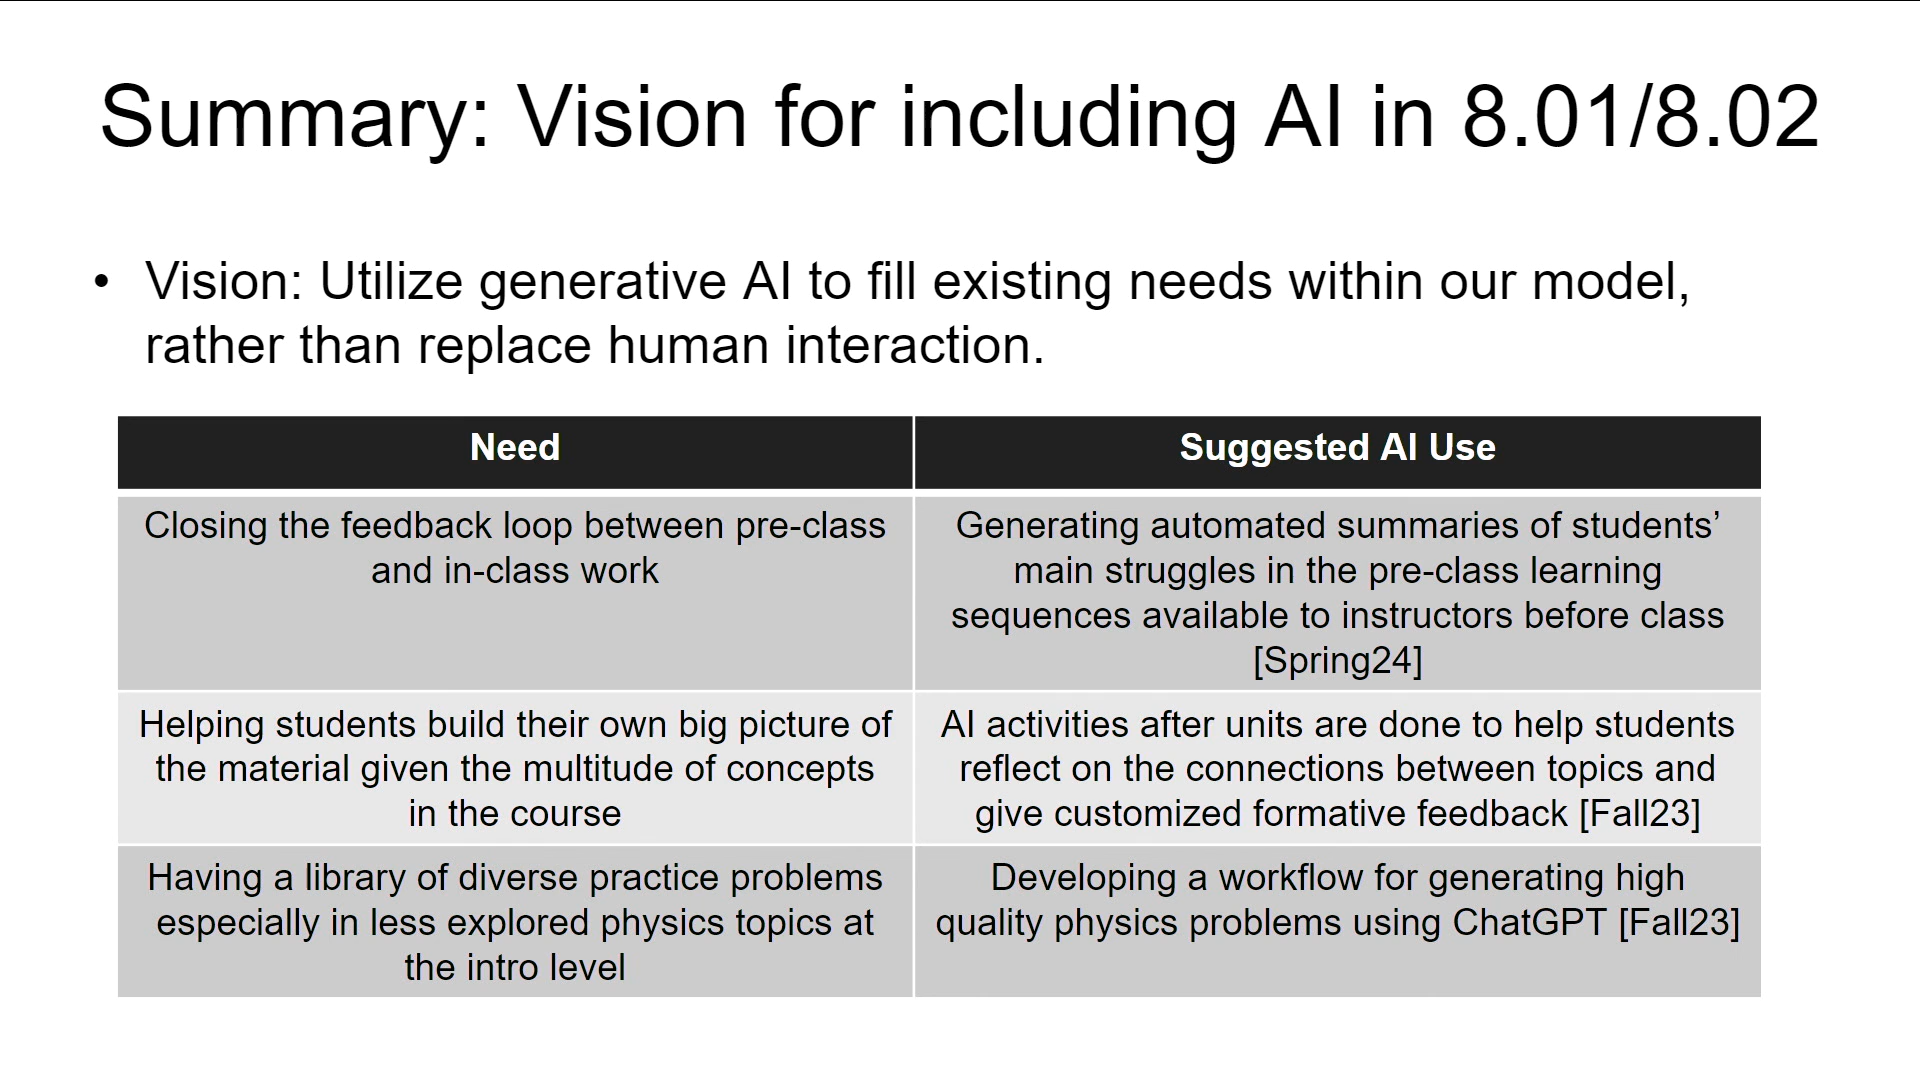 Summary: Vision for including AI in 8.01/8.02
• Vision: Utilize generative AI to fill existing needs within our model,
rather than replace human interaction.
Need
Suggested AI Use
Closing the feedback loop between pre-class
and in-class work
Generating automated summaries of students’
main struggles in the pre-class learning
sequences available to instructors before class
[Spring24]
Helping students build their own big picture of
the material given the multitude of concepts
in the course
AI activities after units are done to help students
reflect on the connections between topics and
give customized formative feedback [Fall23]
Having a library of diverse practice problems
especially in less explored physics topics at
the intro level
Developing a workflow for generating high
quality physics problems using ChatGPT [Fall23]